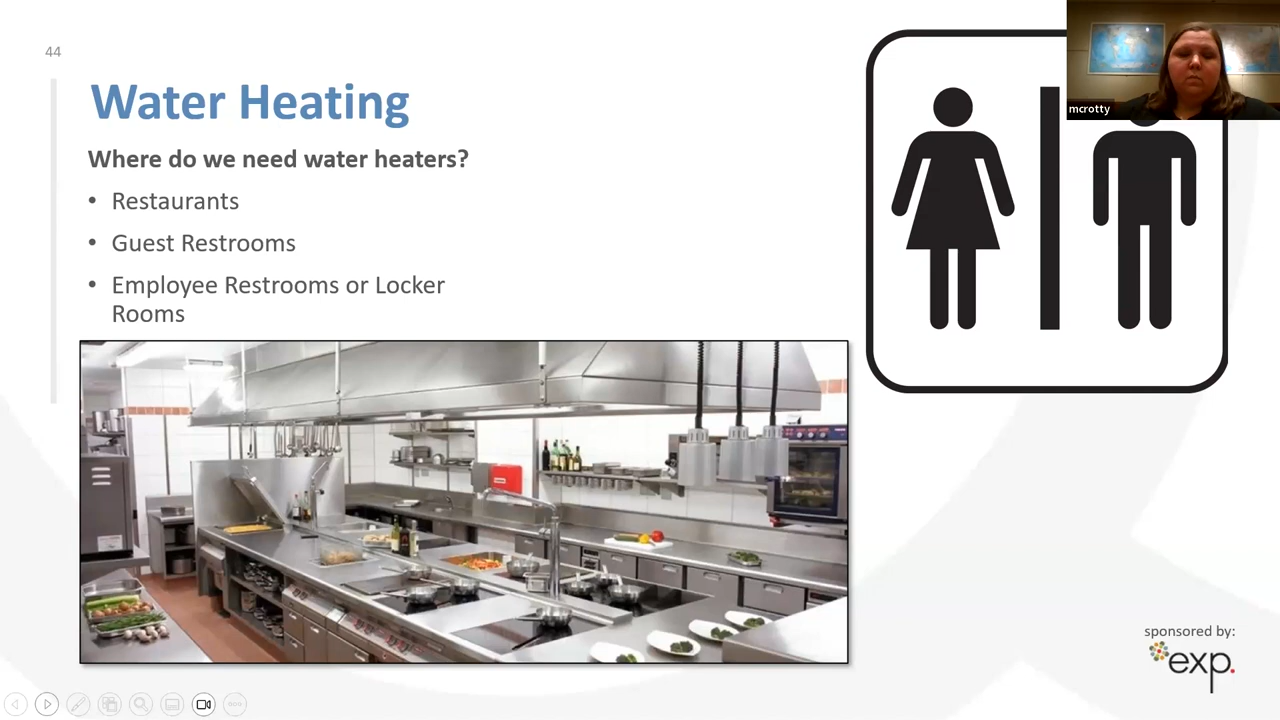 44
mcrotty
Water Heating
Where do we need water heaters?
• Restaurants
• Guest Restrooms
• Employee Restrooms or Locker
Rooms
sponsored by:
exp.